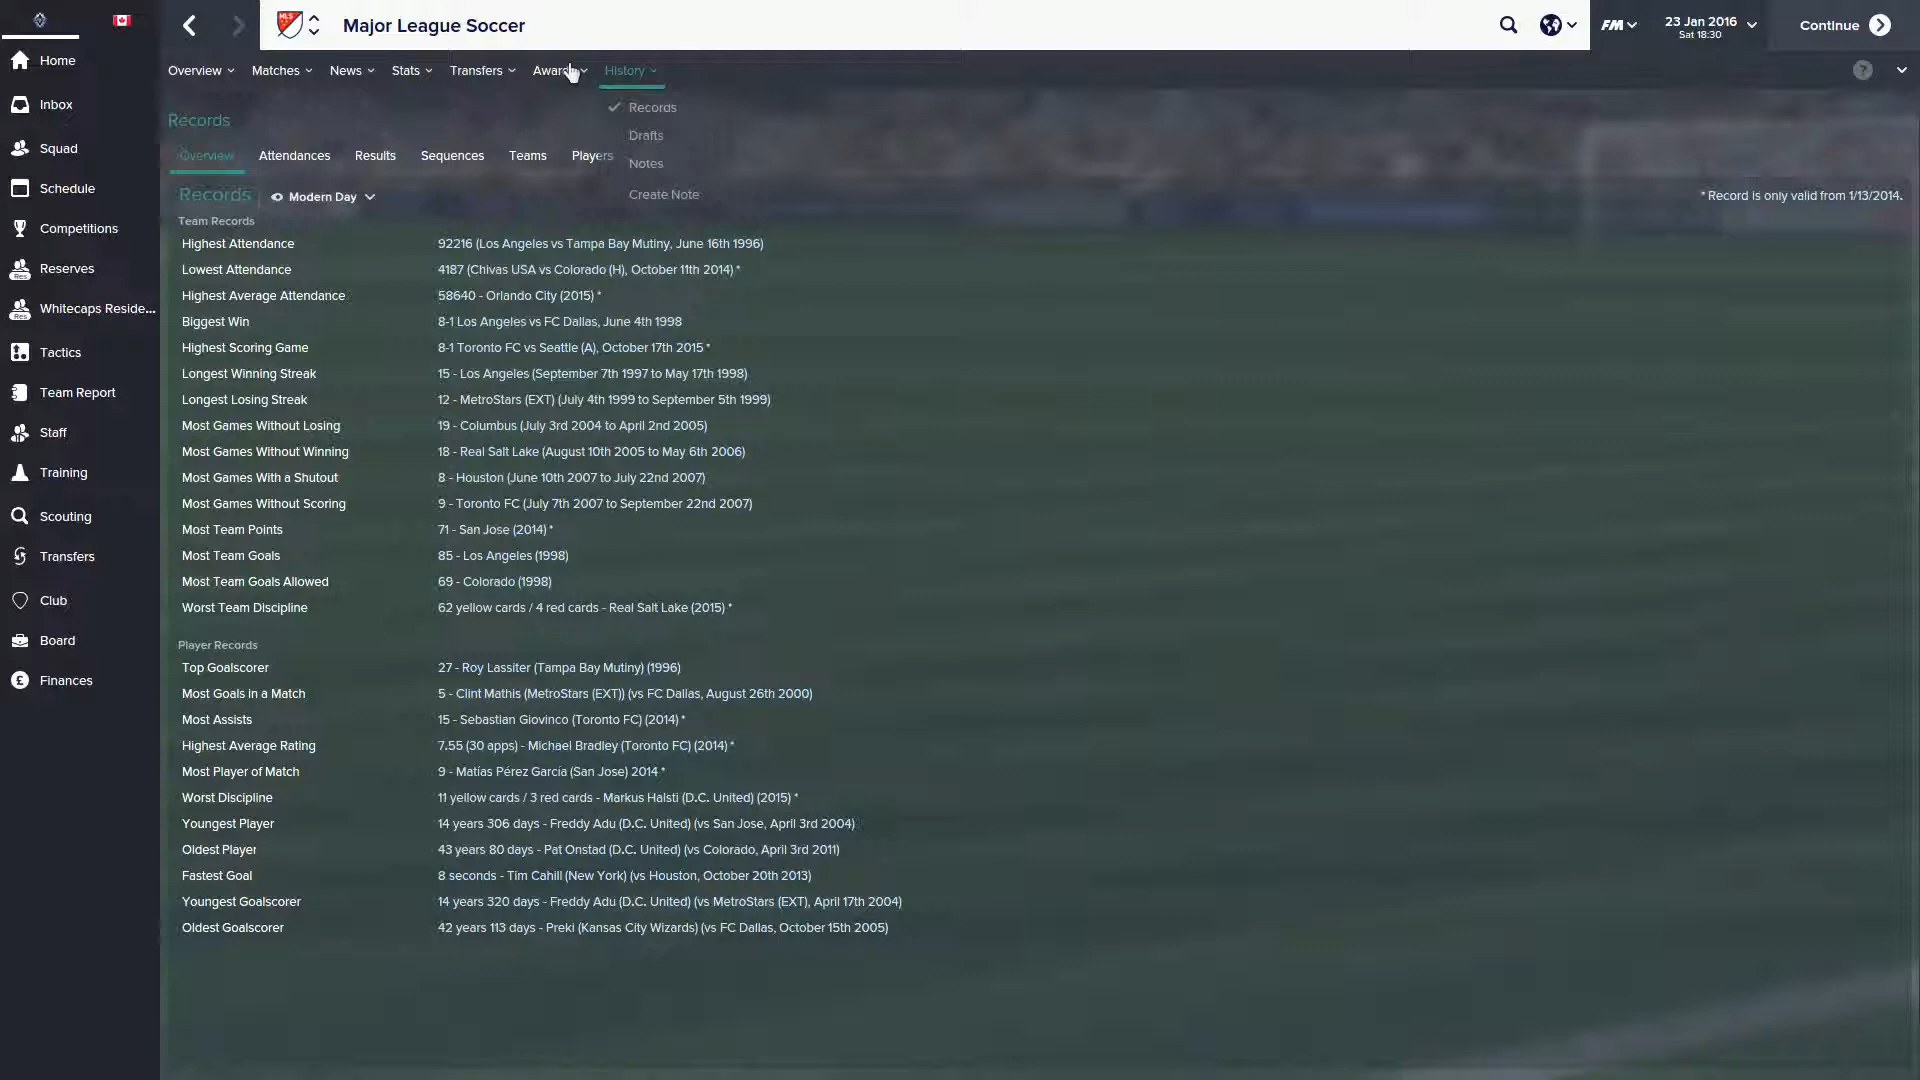 Major League Soccer
FM
23 Jan 2016
Sat 18:30
Continue
Home
Inbox
Squad
Schedule
Competitions
Reserves
Whitecaps Reside...
Tactics
Team Report
Staff
Training
Scouting
Transfers
Club
Board
Finances
Overview Matches News Stats Transfers Awards History
Records
Drafts
Notes
Create Note
Records
Overview Attendances Results Sequences Teams Players
Records Modern Day
* Record is only valid from 1/13/2014.
Team Records
Highest Attendance 92216 (Los Angeles vs Tampa Bay Mutiny, June 16th 1996)
Lowest Attendance 4187 (Chivas USA vs Colorado (H), October 11th 2014) *
Highest Average Attendance 58640 - Orlando City (2015) *
Biggest Win 8-1 Los Angeles vs FC Dallas, June 4th 1998
Highest Scoring Game 8-1 Toronto FC vs Seattle (A), October 17th 2015 *
Longest Winning Streak 15 - Los Angeles (September 7th 1997 to May 17th 1998)
Longest Losing Streak 12 - MetroStars (EXT) (July 4th 1999 to September 5th 1999)
Most Games Without Losing 19 - Columbus (July 3rd 2004 to April 2nd 2005)
Most Games Without Winning 18 - Real Salt Lake (August 10th 2005 to May 6th 2006)
Most Games With a Shutout 8 - Houston (June 10th 2007 to July 22nd 2007)
Most Games Without Scoring 9 - Toronto FC (July 7th 2007 to September 22nd 2007)
Most Team Points 71 - San Jose (2014) *
Most Team Goals 85 - Los Angeles (1998)
Most Team Goals Allowed 69 - Colorado (1998)
Worst Team Discipline 62 yellow cards / 4 red cards - Real Salt Lake (2015) *
Player Records
Top Goalscorer 27 - Roy Lassiter (Tampa Bay Mutiny) (1996)
Most Goals in a Match 5 - Clint Mathis (MetroStars (EXT)) (vs FC Dallas, August 26th 2000)
Most Assists 15 - Sebastian Giovinco (Toronto FC) (2014) *
Highest Average Rating 7.55 (30 apps) - Michael Bradley (Toronto FC) (2014) *
Most Player of Match 9 - Matías Pérez García (San Jose) 2014 *
Worst Discipline 11 yellow cards / 3 red cards - Markus Halsti (D.C. United) (2015) *
Youngest Player 14 years 306 days - Freddy Adu (D.C. United) (vs San Jose, April 3rd 2004)
Oldest Player 43 years 80 days - Pat Onstad (D.C. United) (vs Colorado, April 3rd 2011)
Fastest Goal 8 seconds - Tim Cahill (New York) (vs Houston, October 20th 2013)
Youngest Goalscorer 14 years 320 days - Freddy Adu (D.C. United) (vs MetroStars (EXT), April 17th 2004)
Oldest Goalscorer 42 years 113 days - Preki (Kansas City Wizards) (vs FC Dallas, October 15th 2005)